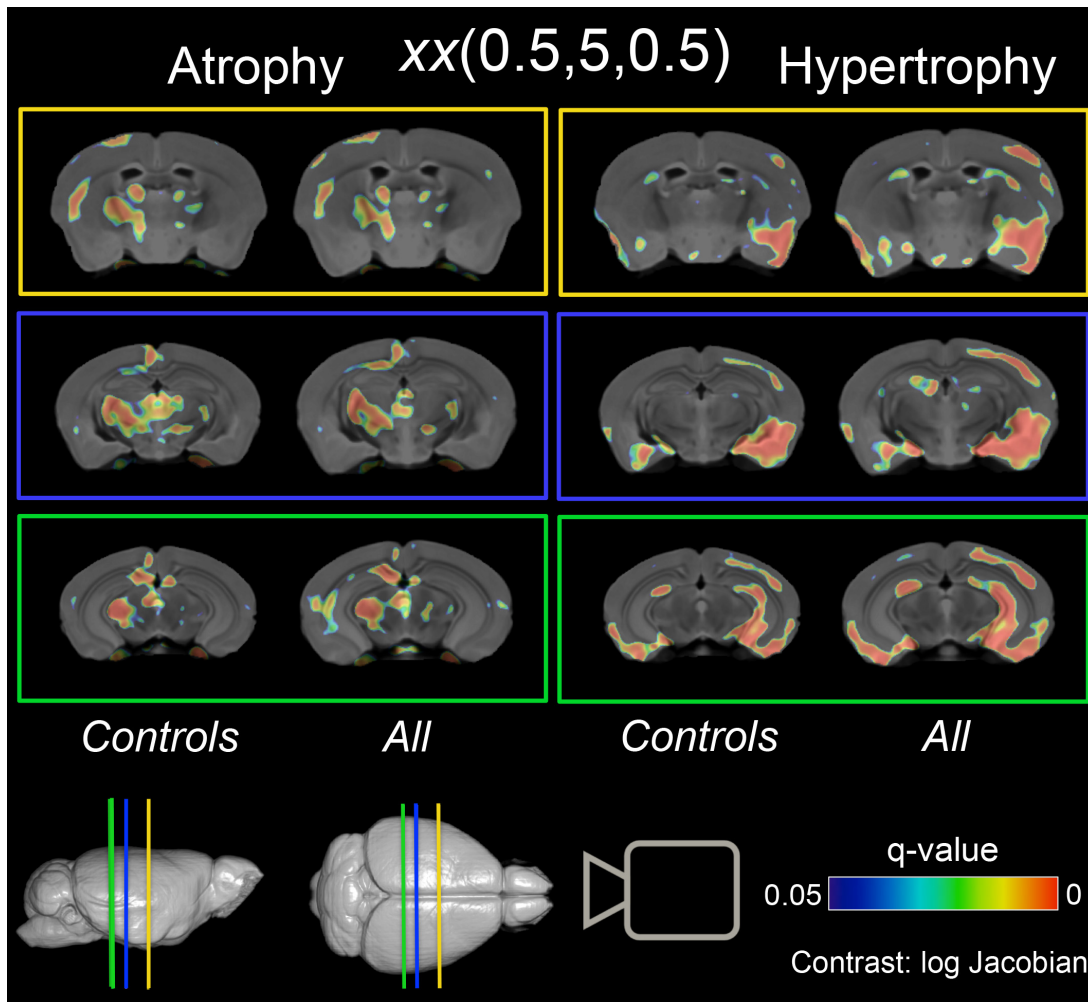 Atrophy xx(0.5,5,0.5) Hypertrophy
Controls All Controls All
q-value
0.05 0
Contrast: log Jacobian